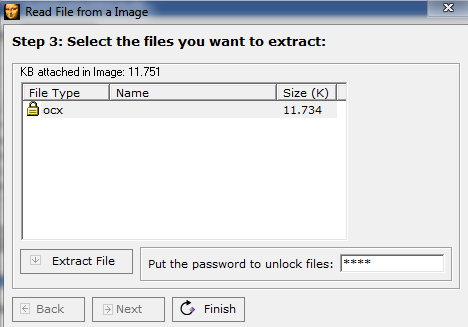 Read File from a Image
Step 3: Select the files you want to extract:
KB attached in Image: 11.751
File Type Name Size (K)
ocx 11.734
Extract File
Put the password to unlock files: ****
Back Next Finish